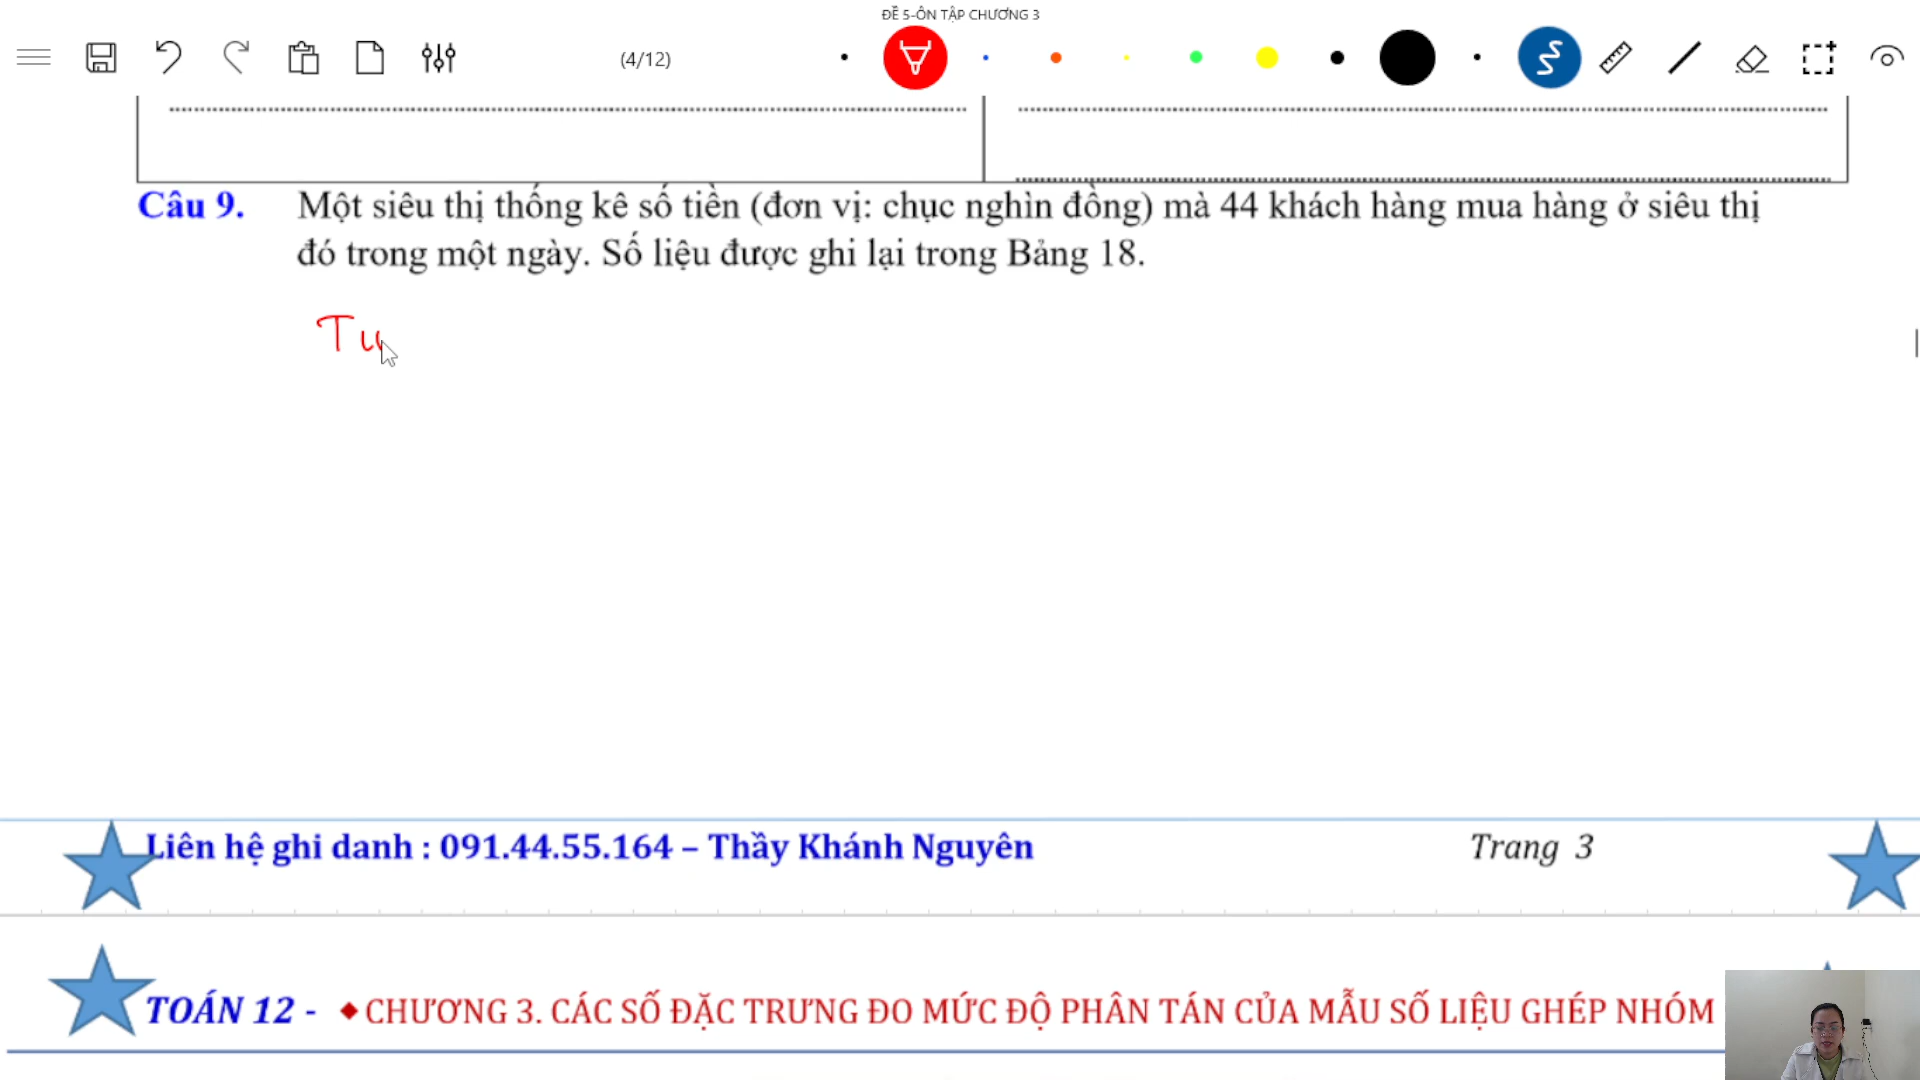 ĐỀ 5-ÔN TẬP CHƯƠNG 3
(4/12)
Câu 9. Một siêu thị thống kê số tiền (đơn vị: chục nghìn đồng) mà 44 khách hàng mua hàng ở siêu thị
đó trong một ngày. Số liệu được ghi lại trong Bảng 18.
Tu
Liên hệ ghi danh : 091.44.55.164 – Thầy Khánh Nguyên
Trang 3
TOÁN 12 - ♦CHƯƠNG 3. CÁC SỐ ĐẶC TRƯNG ĐO MỨC ĐỘ PHÂN TÁN CỦA MẪU SỐ LIỆU GHÉP NHÓM